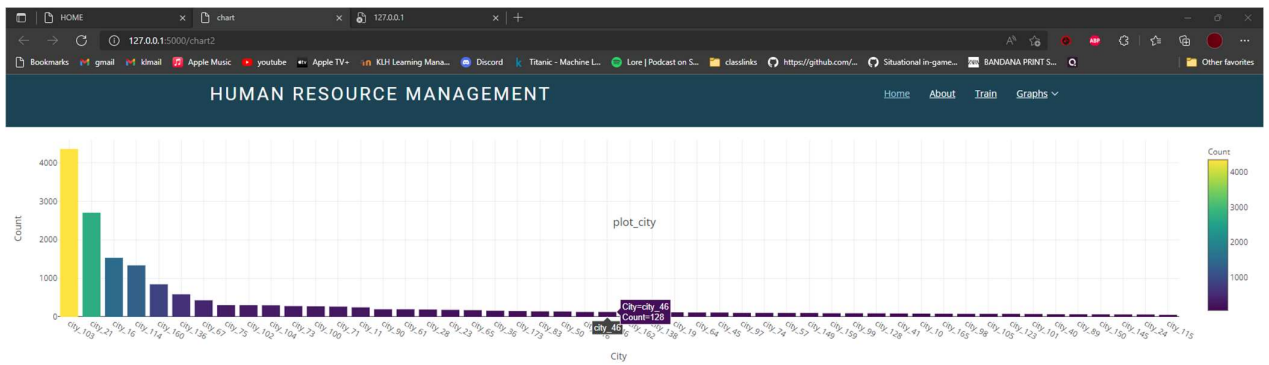 HOME
chart
127.0.0.1
127.0.0.1:5000/chart2
Bookmarks gmail klmail Apple Music youtube Apple TV+ KLH Learning Mana... Discord Titanic - Machine L... Lore | Podcast on S... classlinks https://github.com/... Situational in-game... BANDANA PRINT S... Other favorites
HUMAN RESOURCE MANAGEMENT
Home About Train Graphs
plot_city
Count
4000
3000
2000
1000
0
city_103 city_21 city_16 city_114 city_160 city_136 city_67 city_75 city_102 city_104 city_73 city_100 city_71 city_11 city_90 city_61 city_28 city_23 city_65 city_36 city_173 city_83 city_50 city_46 city_162 city_138 city_19 city_64 city_45 city_97 city_74 city_57 city_149 city_159 city_99 city_128 city_41 city_10 city_165 city_98 city_105 city_123 city_101 city_40 city_89 city_150 city_145 city_24 city_115
City=city_46
Count=128
City
Count
4000
3000
2000
1000